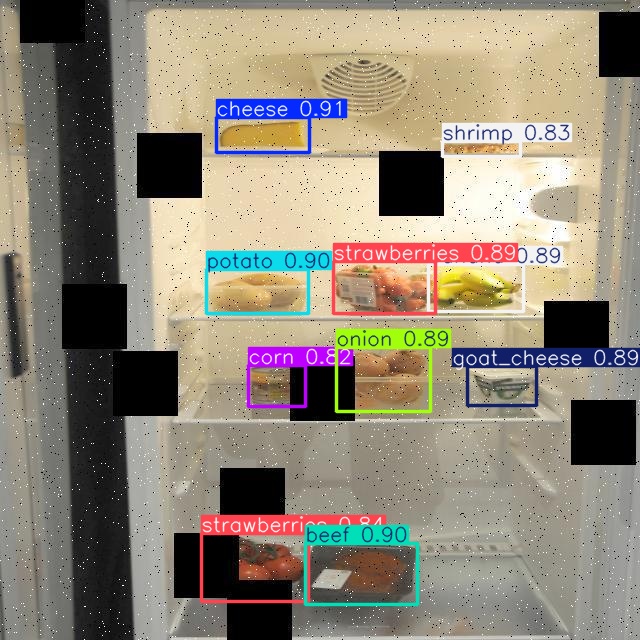 cheese 0.91
shrimp 0.83
potato 0.90
strawberries 0.89
0.89
onion 0.89
corn 0.82
goat_cheese 0.89
strawberries 0.84
beef 0.90